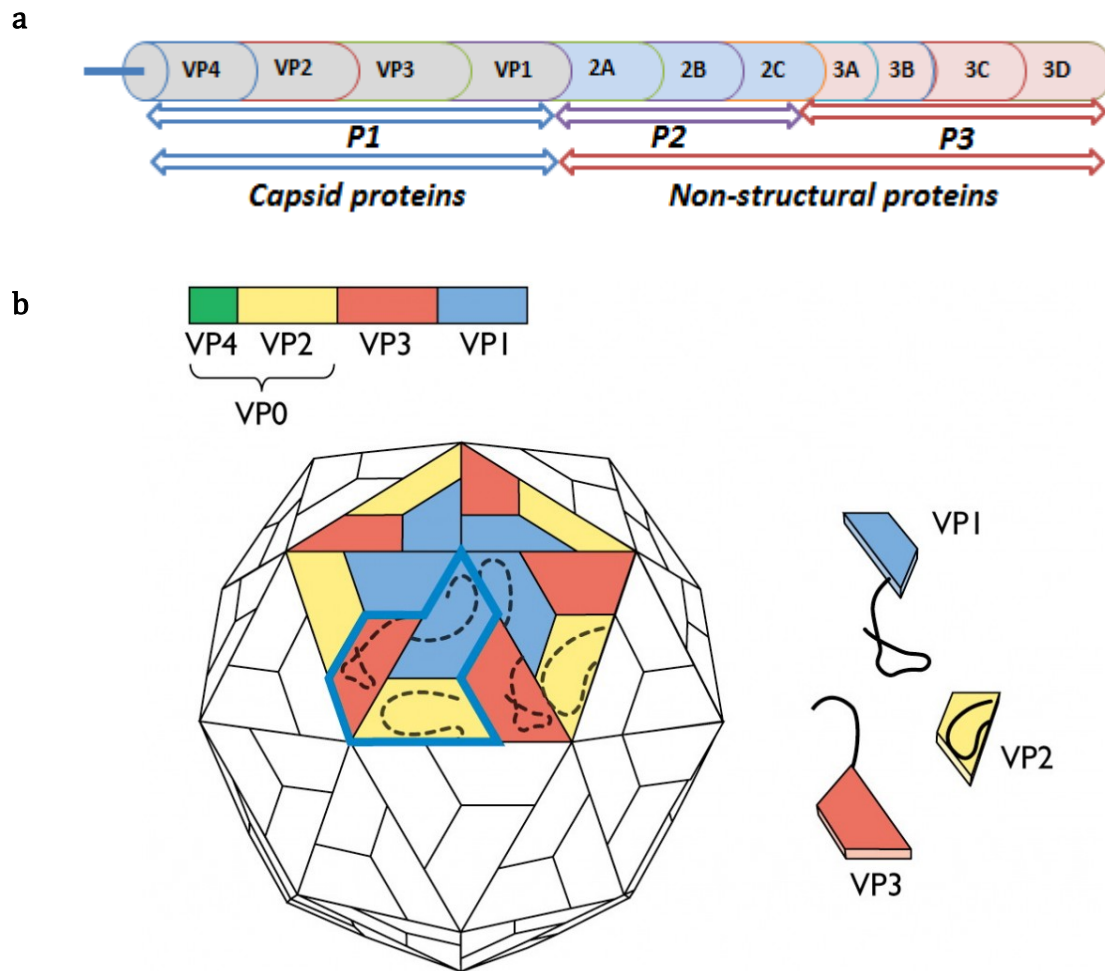 a
VP4 VP2 VP3 VP1 2A 2B 2C 3A 3B 3C 3D
P1 P2 P3
Capsid proteins Non-structural proteins
b
VP4 VP2 VP3 VP1
VP0
VP1
VP2
VP3